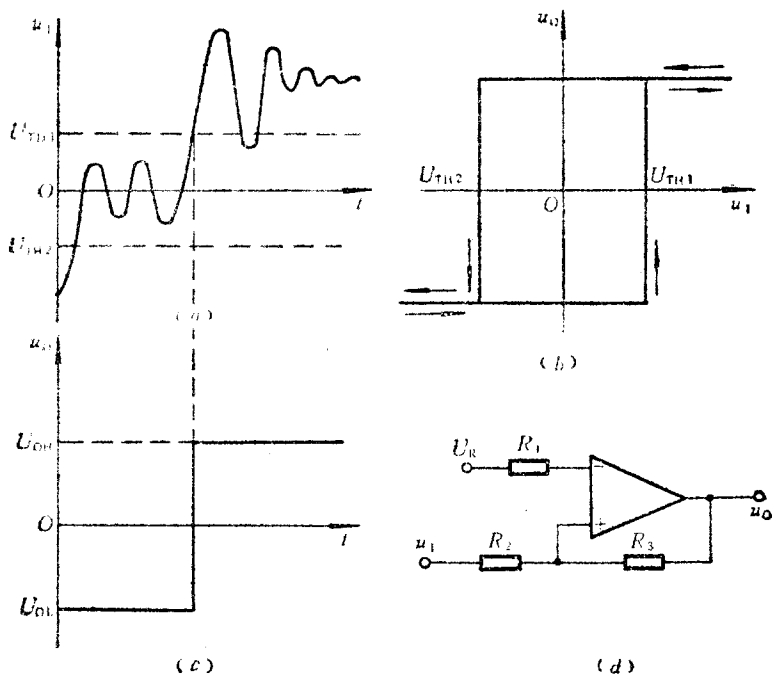 u_I
U_TH1
O
t
U_TH2
(a)
u_o
U_TH2
O
U_TH1
u_I
(b)
u_o
U_OH
O
t
U_OL
(c)
U_R
R_1
−
+
u_o
u_I
R_2
R_3
(d)